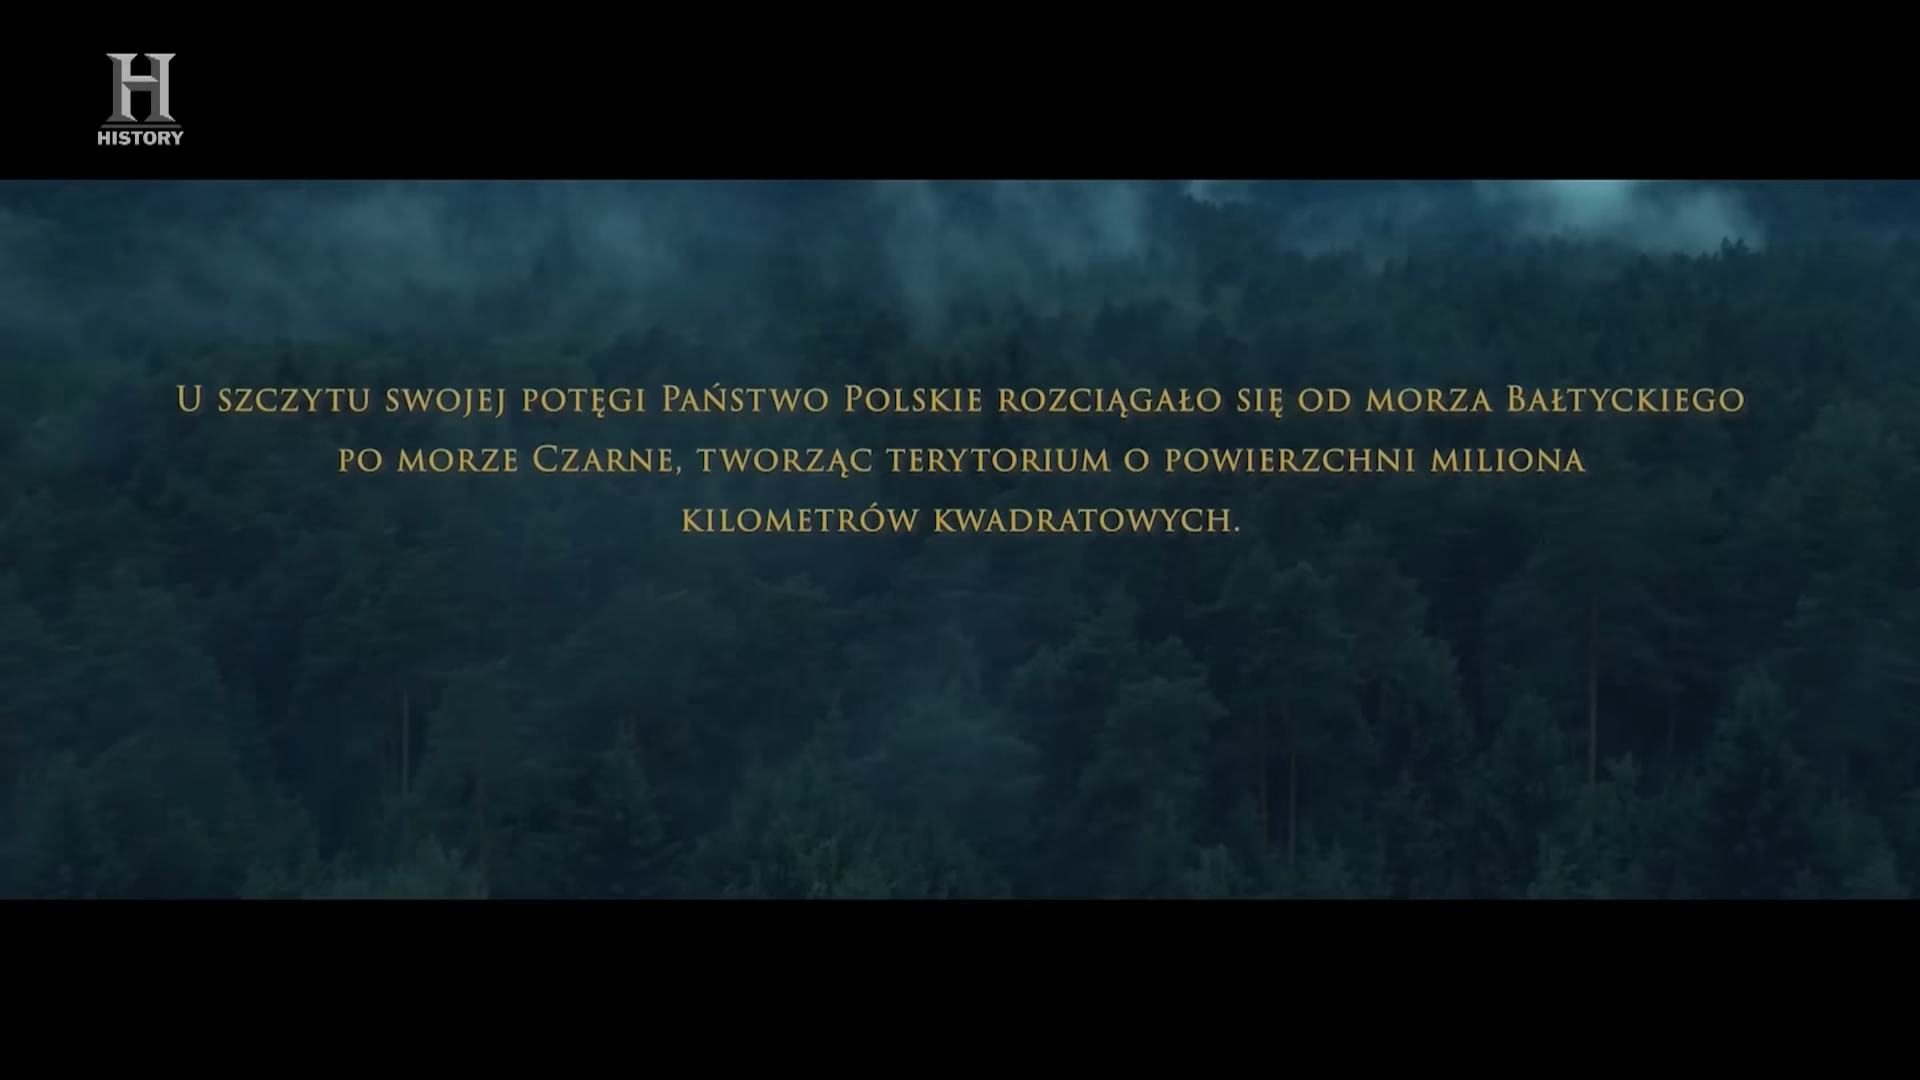 H
HISTORY
U szczytu swojej potęgi Państwo Polskie rozciągało się od morza Bałtyckiego
po morze Czarne, tworząc terytorium o powierzchni miliona
kilometrów kwadratowych.